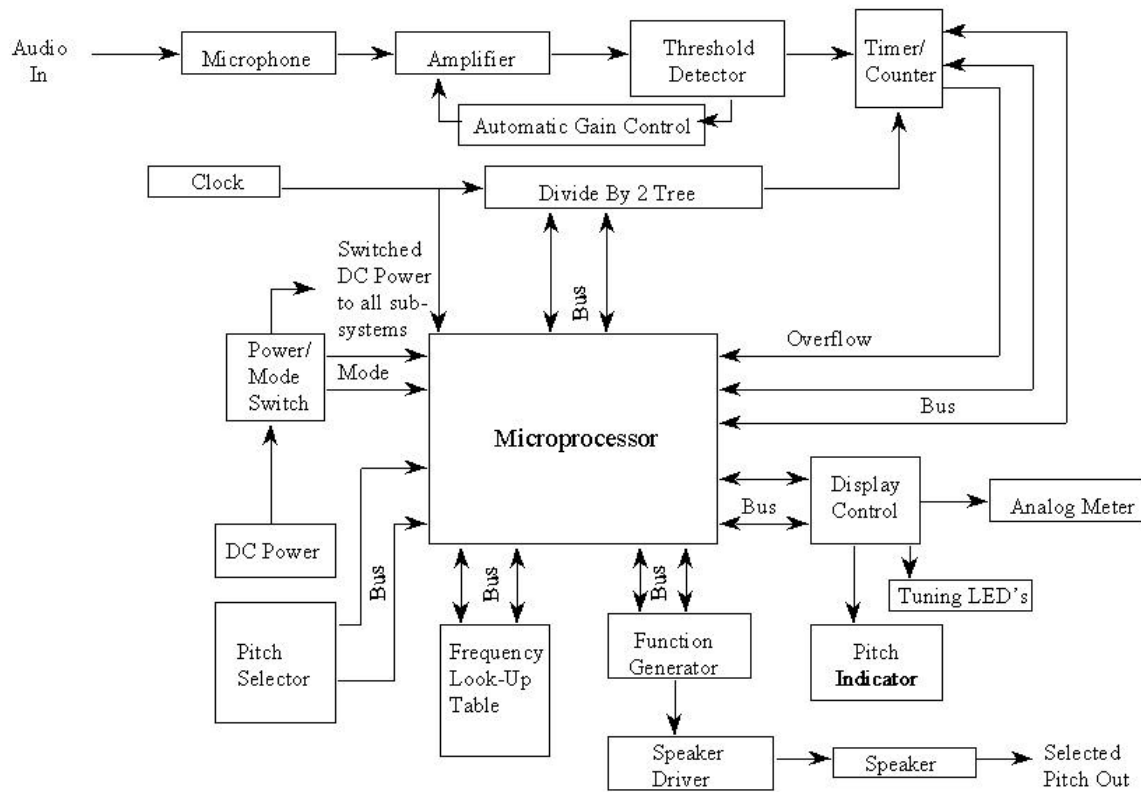 Audio
In
Microphone
Amplifier
Threshold
Detector
Timer/
Counter
Automatic Gain Control
Clock
Divide By 2 Tree
Switched
DC Power
to all sub-
systems
Bus
Power/
Mode
Switch
Mode
Overflow
Bus
Microprocessor
Display
Control
Bus
Analog Meter
DC Power
Bus
Bus
Bus
Tuning LED's
Pitch
Selector
Frequency
Look-Up
Table
Function
Generator
Pitch
Indicator
Speaker
Driver
Speaker
Selected
Pitch Out